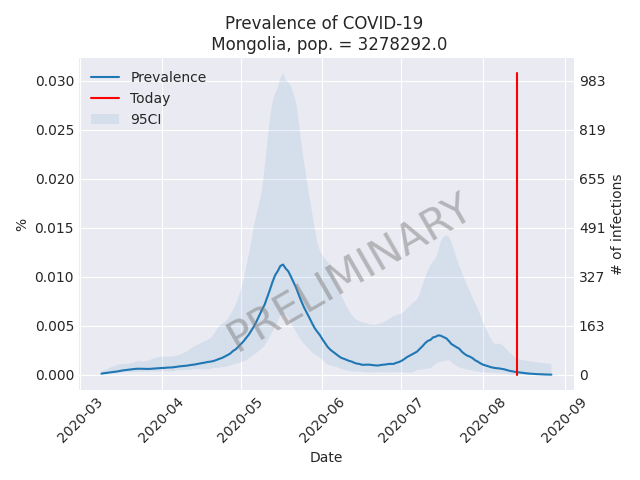 Prevalence of COVID-19
Mongolia, pop. = 3278292.0
Prevalence
Today
95CI
PRELIMINARY
0.030
0.025
0.020
0.015
0.010
0.005
0.000
%
983
819
655
491
327
163
0
# of infections
2020-03
2020-04
2020-05
2020-06
2020-07
2020-08
2020-09
Date